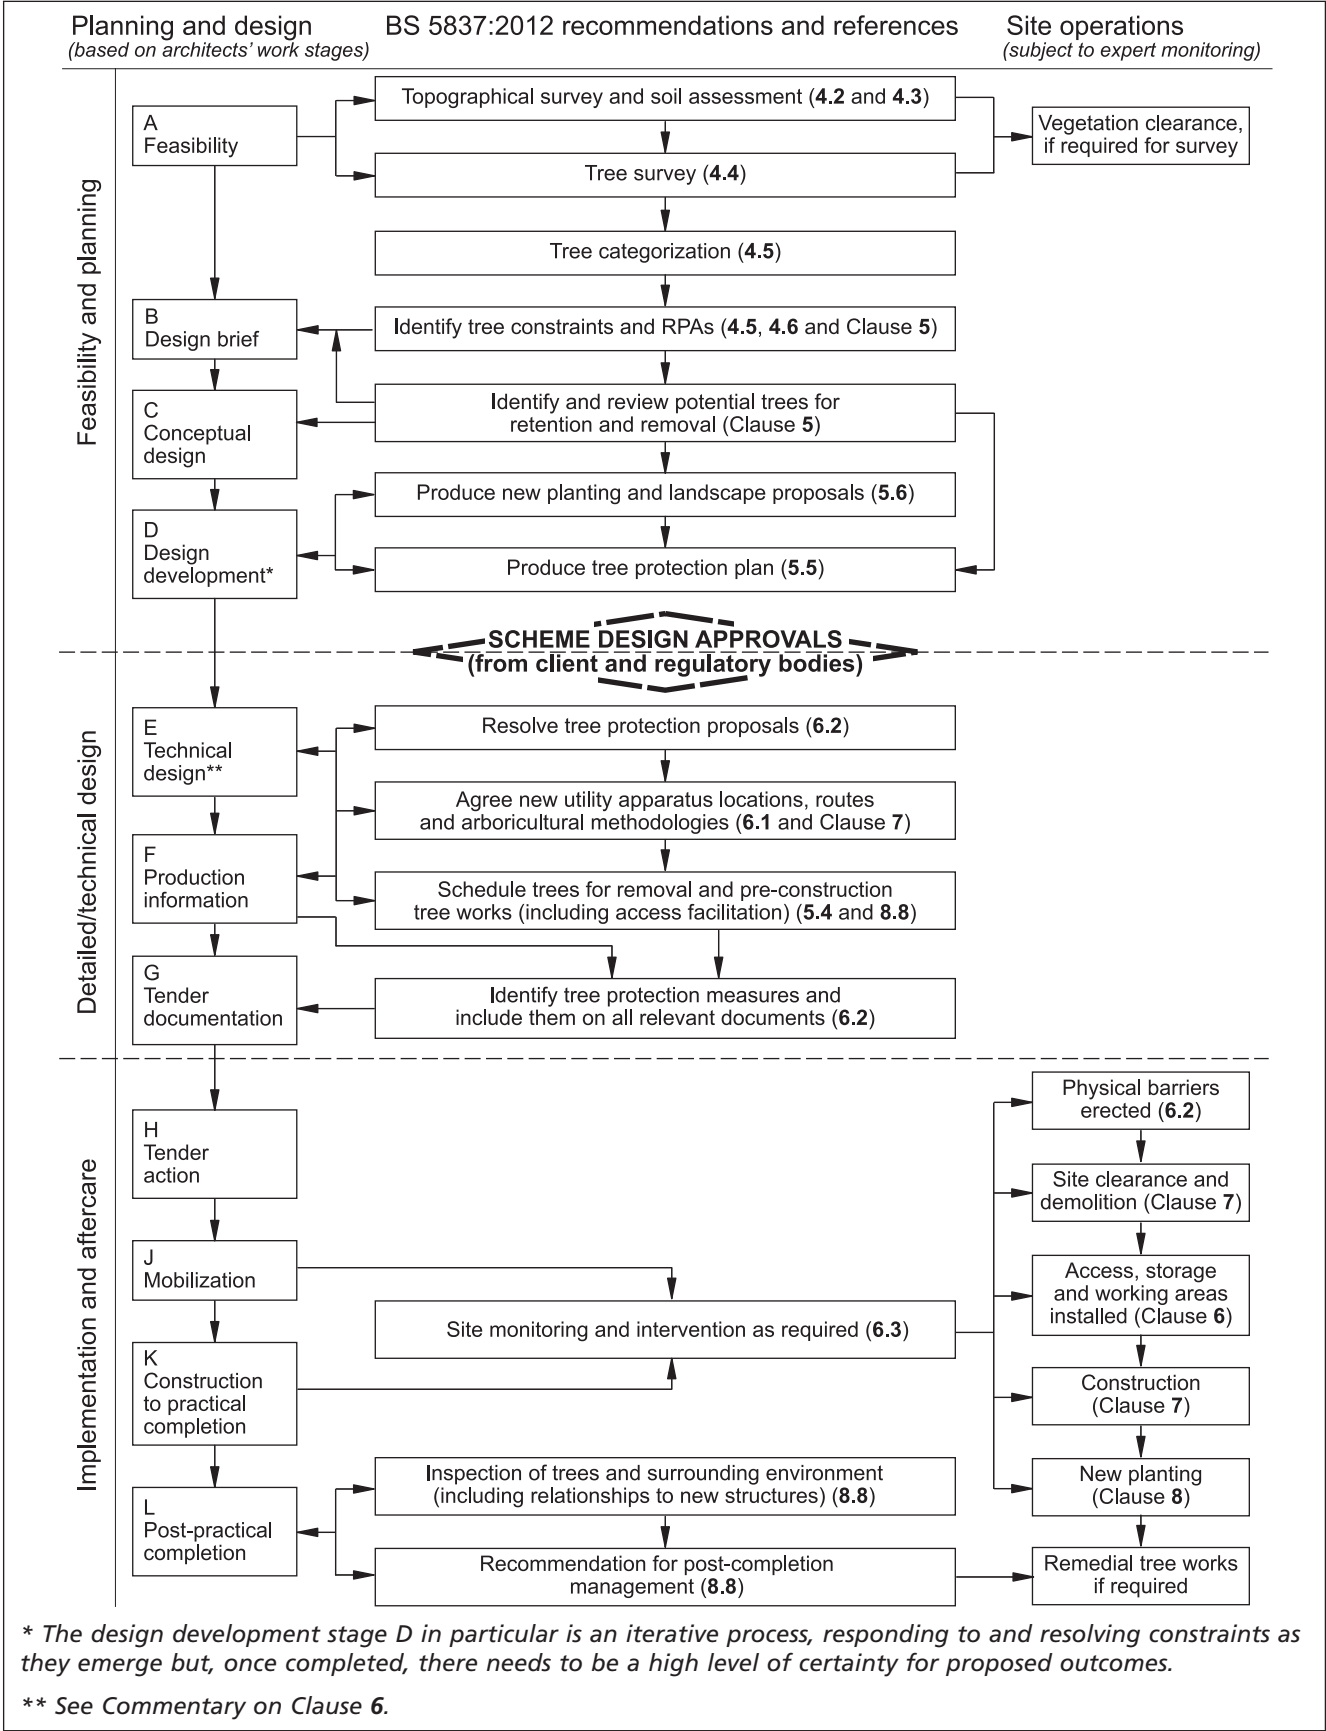 Planning and design
(based on architects' work stages)
BS 5837:2012 recommendations and references
Site operations
(subject to expert monitoring)
Feasibility and planning
A
Feasibility
Topographical survey and soil assessment (4.2 and 4.3)
Vegetation clearance,
if required for survey
Tree survey (4.4)
Tree categorization (4.5)
B
Design brief
Identify tree constraints and RPAs (4.5, 4.6 and Clause 5)
C
Conceptual
design
Identify and review potential trees for
retention and removal (Clause 5)
Produce new planting and landscape proposals (5.6)
D
Design
development*
Produce tree protection plan (5.5)
SCHEME DESIGN APPROVALS
(from client and regulatory bodies)
Detailed/technical design
E
Technical
design**
Resolve tree protection proposals (6.2)
Agree new utility apparatus locations, routes
and arboricultural methodologies (6.1 and Clause 7)
F
Production
information
Schedule trees for removal and pre-construction
tree works (including access facilitation) (5.4 and 8.8)
G
Tender
documentation
Identify tree protection measures and
include them on all relevant documents (6.2)
Implementation and aftercare
H
Tender
action
J
Mobilization
Site monitoring and intervention as required (6.3)
K
Construction
to practical
completion
L
Post-practical
completion
Inspection of trees and surrounding environment
(including relationships to new structures) (8.8)
Recommendation for post-completion
management (8.8)
Physical barriers
erected (6.2)
Site clearance and
demolition (Clause 7)
Access, storage
and working areas
installed (Clause 6)
Construction
(Clause 7)
New planting
(Clause 8)
Remedial tree works
if required
* The design development stage D in particular is an iterative process, responding to and resolving constraints as
they emerge but, once completed, there needs to be a high level of certainty for proposed outcomes.
** See Commentary on Clause 6.